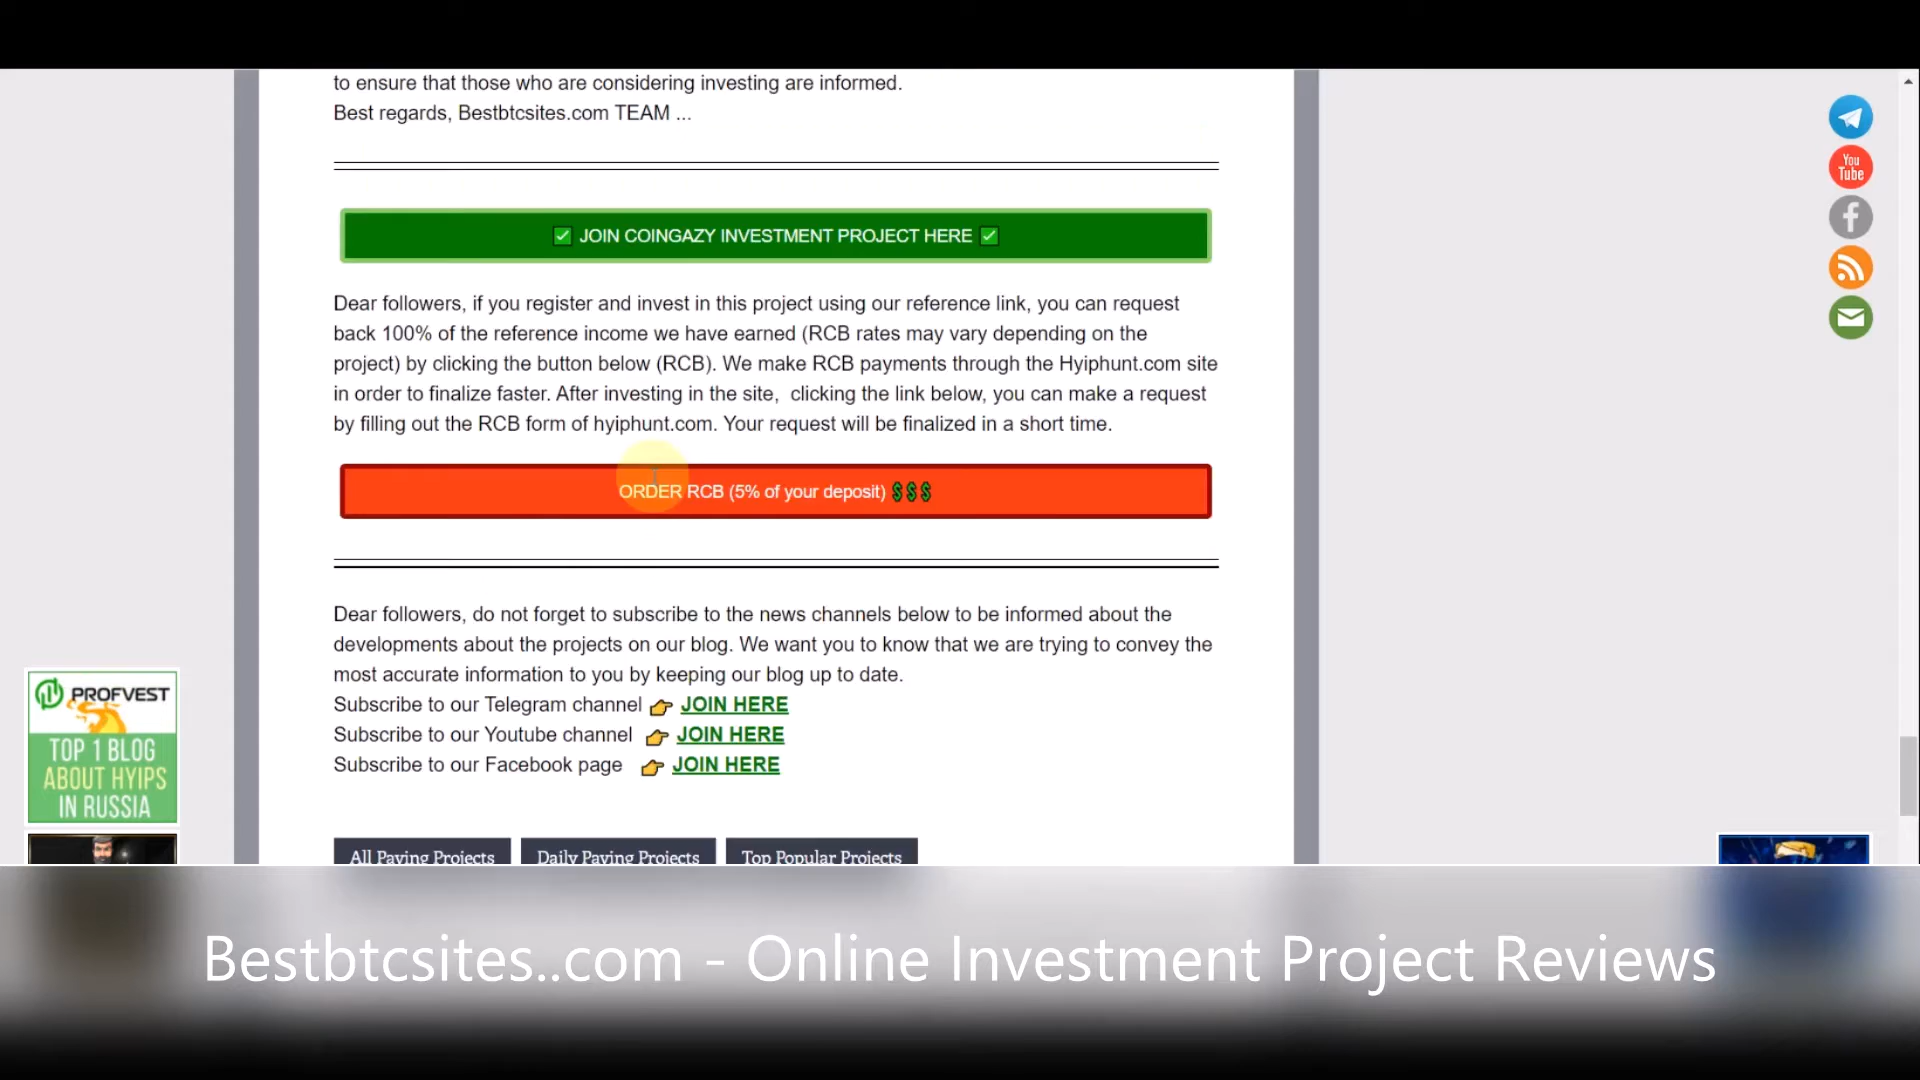 to ensure that those who are considering investing are informed.
Best regards, Bestbtcsites.com TEAM ...
✅ JOIN COINGAZY INVESTMENT PROJECT HERE ✅
Dear followers, if you register and invest in this project using our reference link, you can request
back 100% of the reference income we have earned (RCB rates may vary depending on the
project) by clicking the button below (RCB). We make RCB payments through the Hyiphunt.com site
in order to finalize faster. After investing in the site,  clicking the link below, you can make a request
by filling out the RCB form of hyiphunt.com. Your request will be finalized in a short time.
ORDER RCB (5% of your deposit) 💲💲💲
Dear followers, do not forget to subscribe to the news channels below to be informed about the
developments about the projects on our blog. We want you to know that we are trying to convey the
most accurate information to you by keeping our blog up to date.
Subscribe to our Telegram channel 👉 JOIN HERE
Subscribe to our Youtube channel 👉 JOIN HERE
Subscribe to our Facebook page 👉 JOIN HERE
All Paying Projects
Daily Paying Projects
Top Popular Projects
You
Tube
PROFVEST
TOP 1 BLOG
ABOUT HYIPS
IN RUSSIA
Bestbtcsites..com - Online Investment Project Reviews